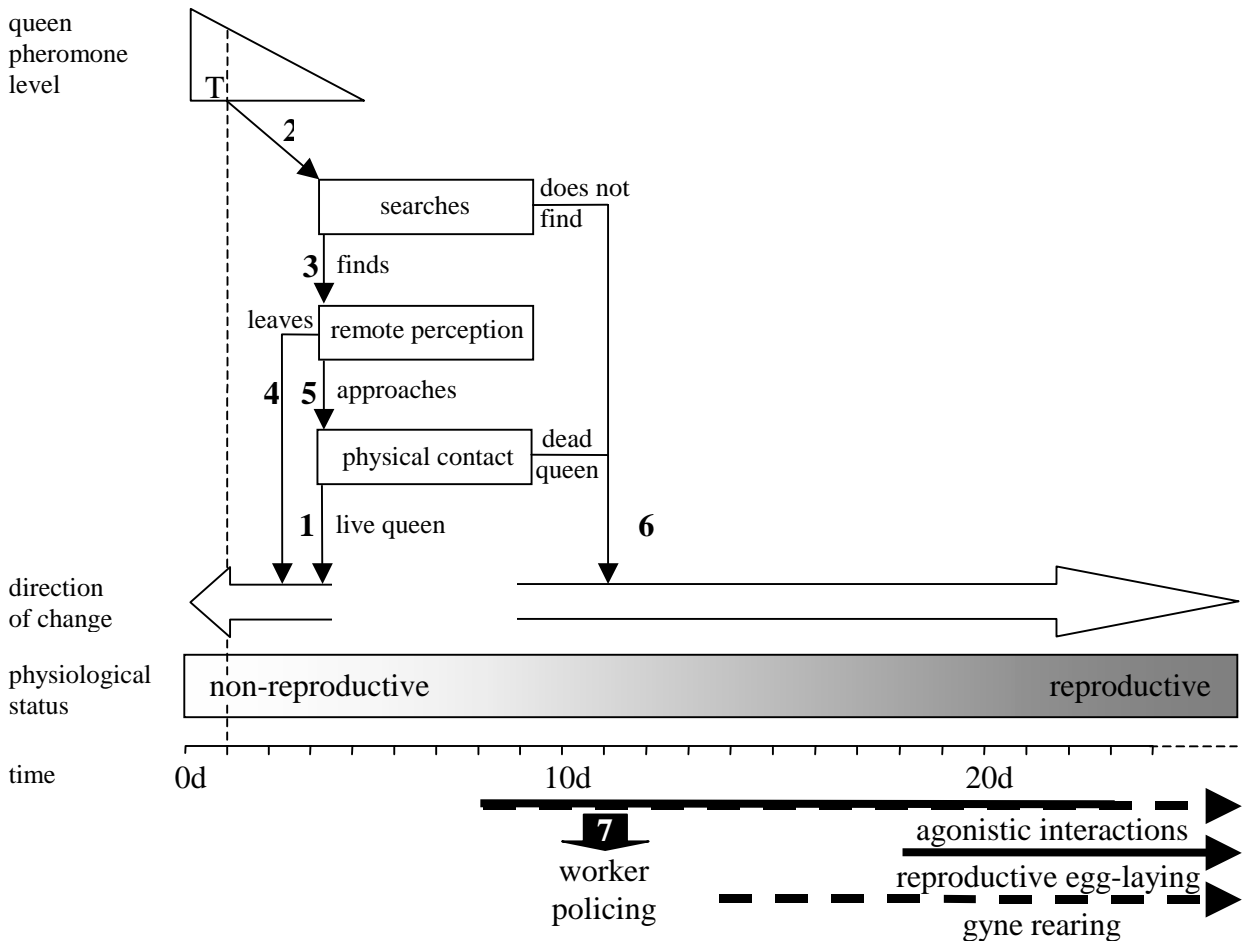 queen
pheromone
level
T
2
searches
does not
find
3 finds
leaves
remote perception
4
5 approaches
physical contact
dead
queen
1 live queen
6
direction
of change
physiological
status
non-reproductive
reproductive
time
0d
10d
20d
agonistic interactions
7
worker
policing
reproductive egg-laying
gyne rearing